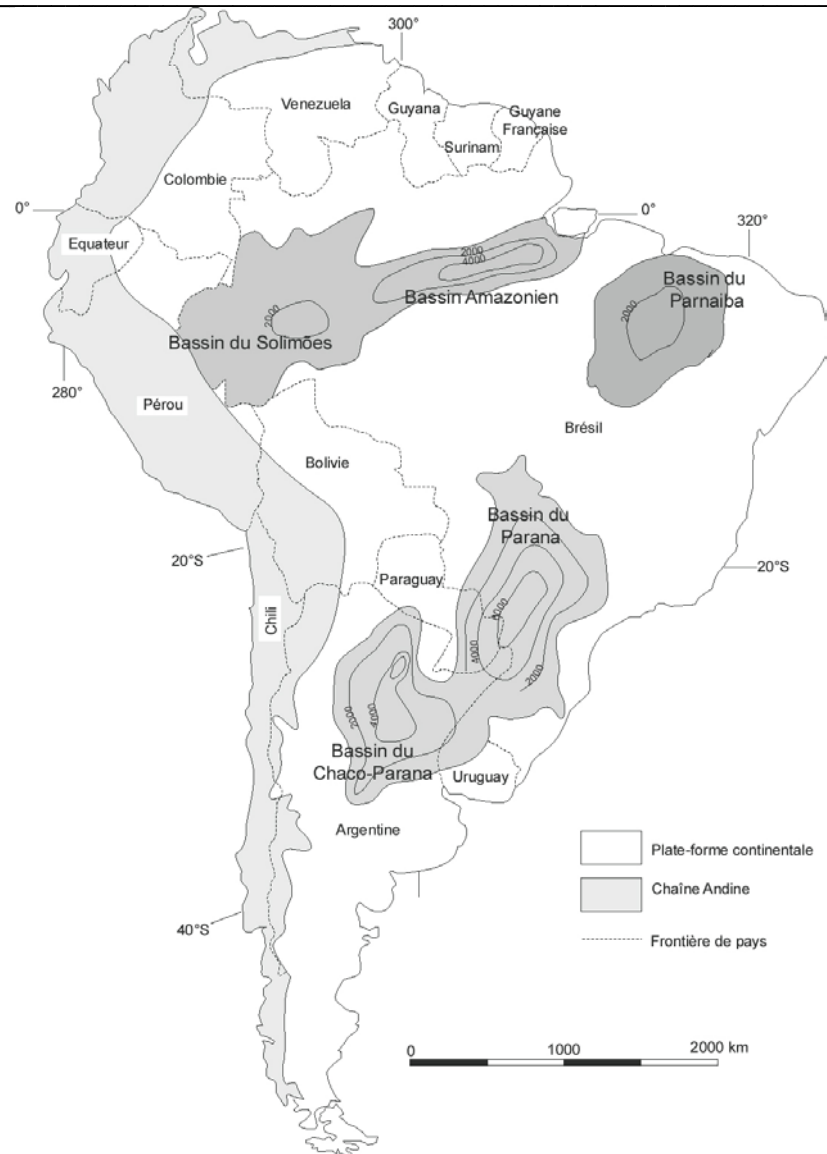 300°
Venezuela
Guyana
Guyane
Française
Surinam
Colombie
0°
0°
320°
Equateur
2000
4000
Bassin Amazonien
Bassin du
Parnaiba
2000
2000
Bassin du Solimões
280°
Pérou
Brésil
Bolivie
Bassin du
Parana
20°S
20°S
Paraguay
Chili
6000
4000
2000
2000
4000
Bassin du
Chaco-Parana
Uruguay
Argentine
Plate-forme continentale
Chaîne Andine
40°S
Frontière de pays
0 1000 2000 km